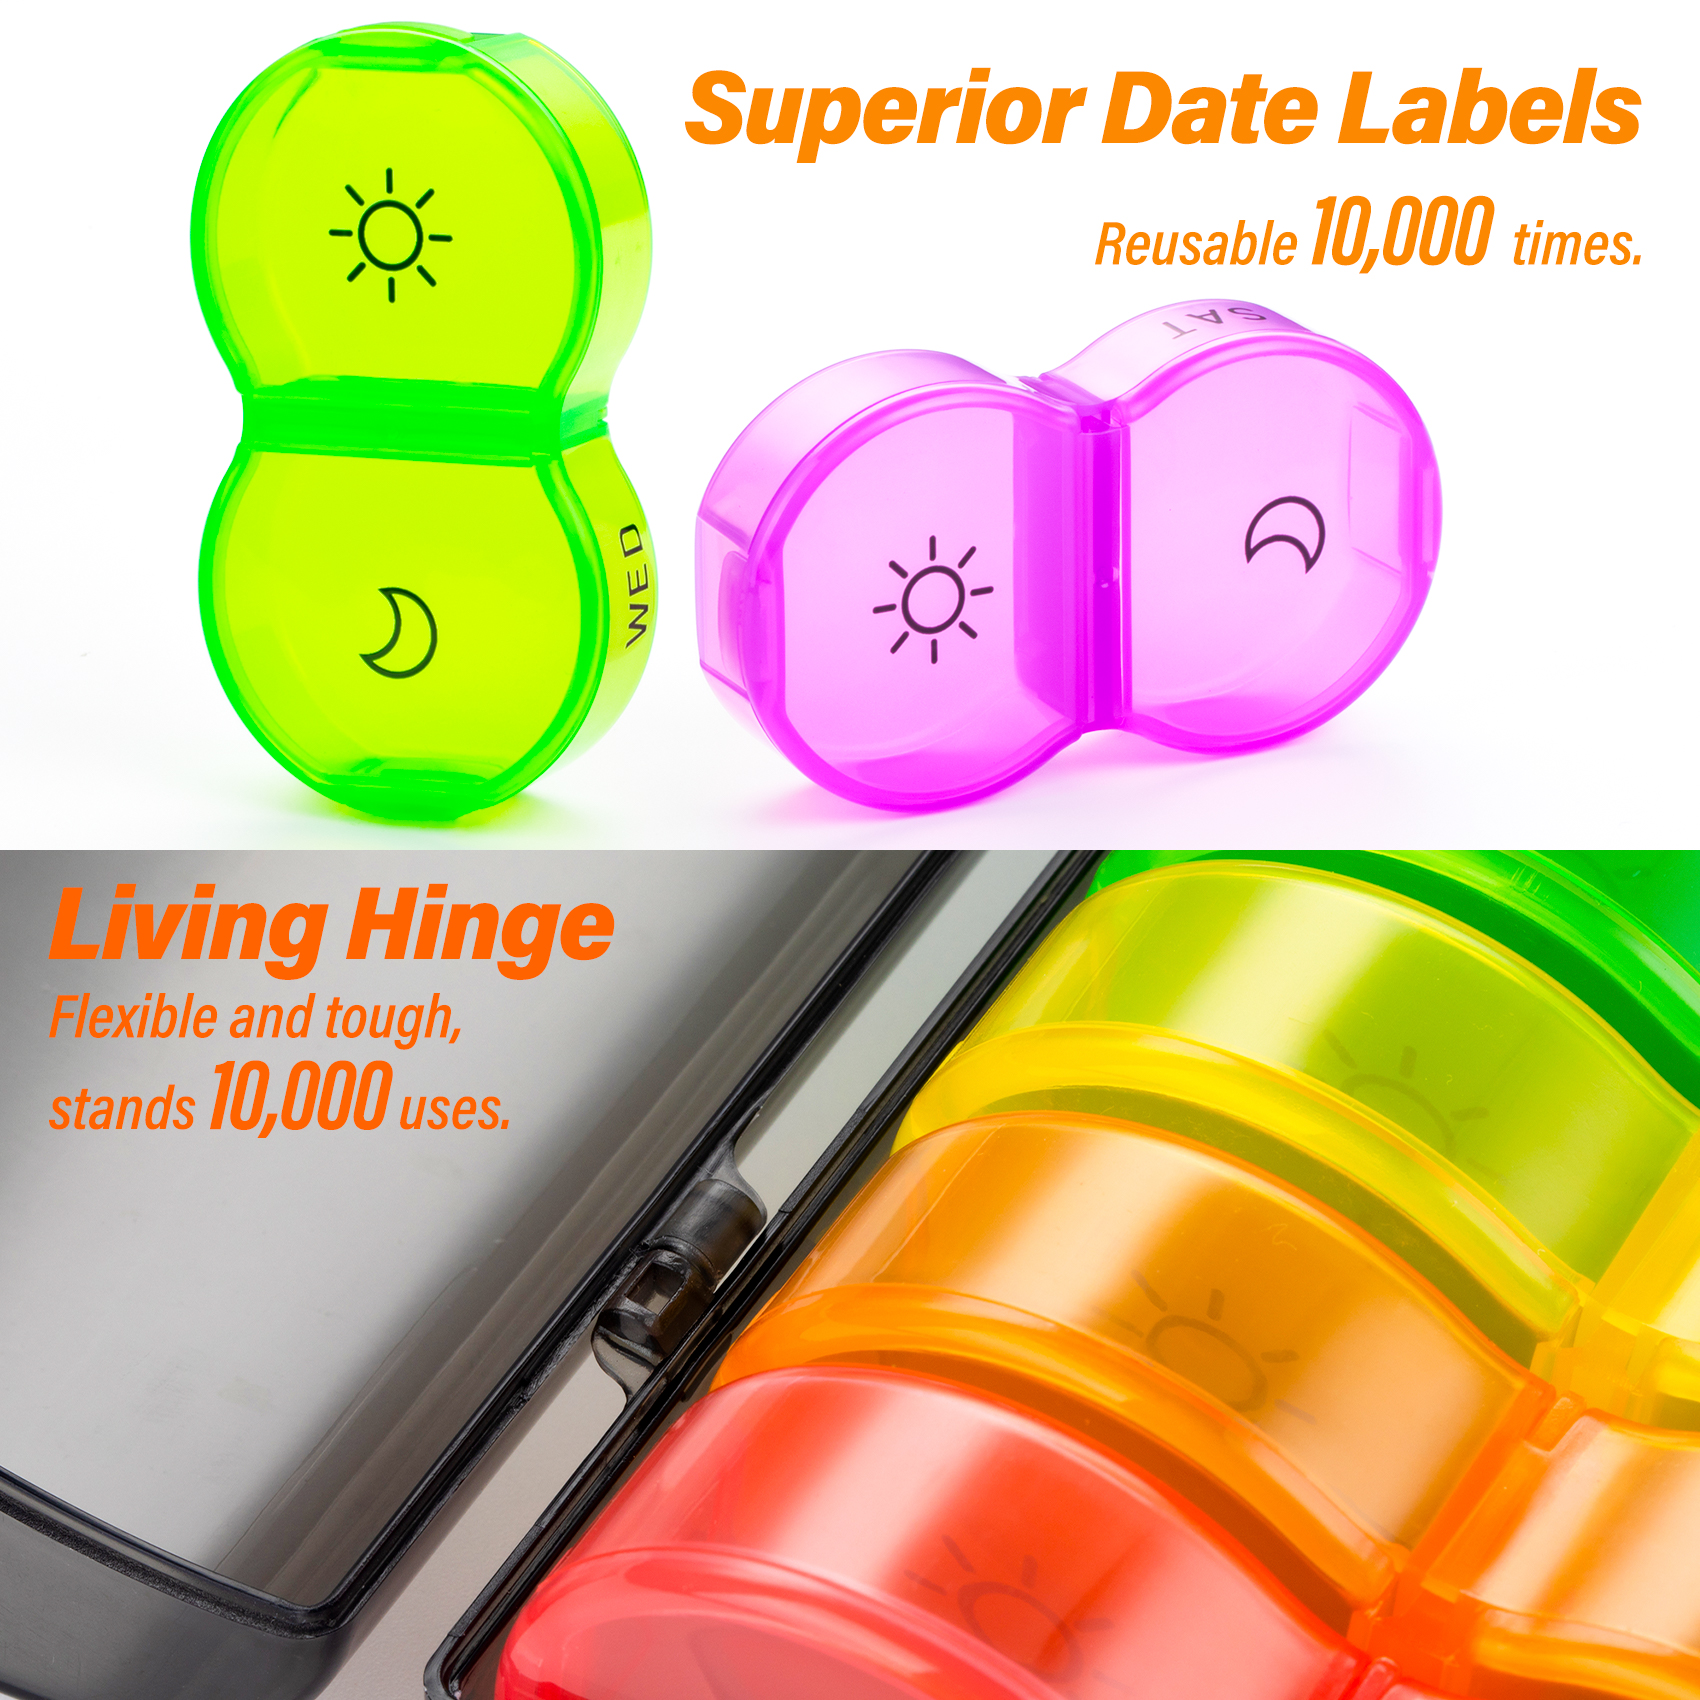 Superior Date Labels
Reusable 10,000 times.
SAT
WED
Living Hinge
Flexible and tough,
stands 10,000 uses.